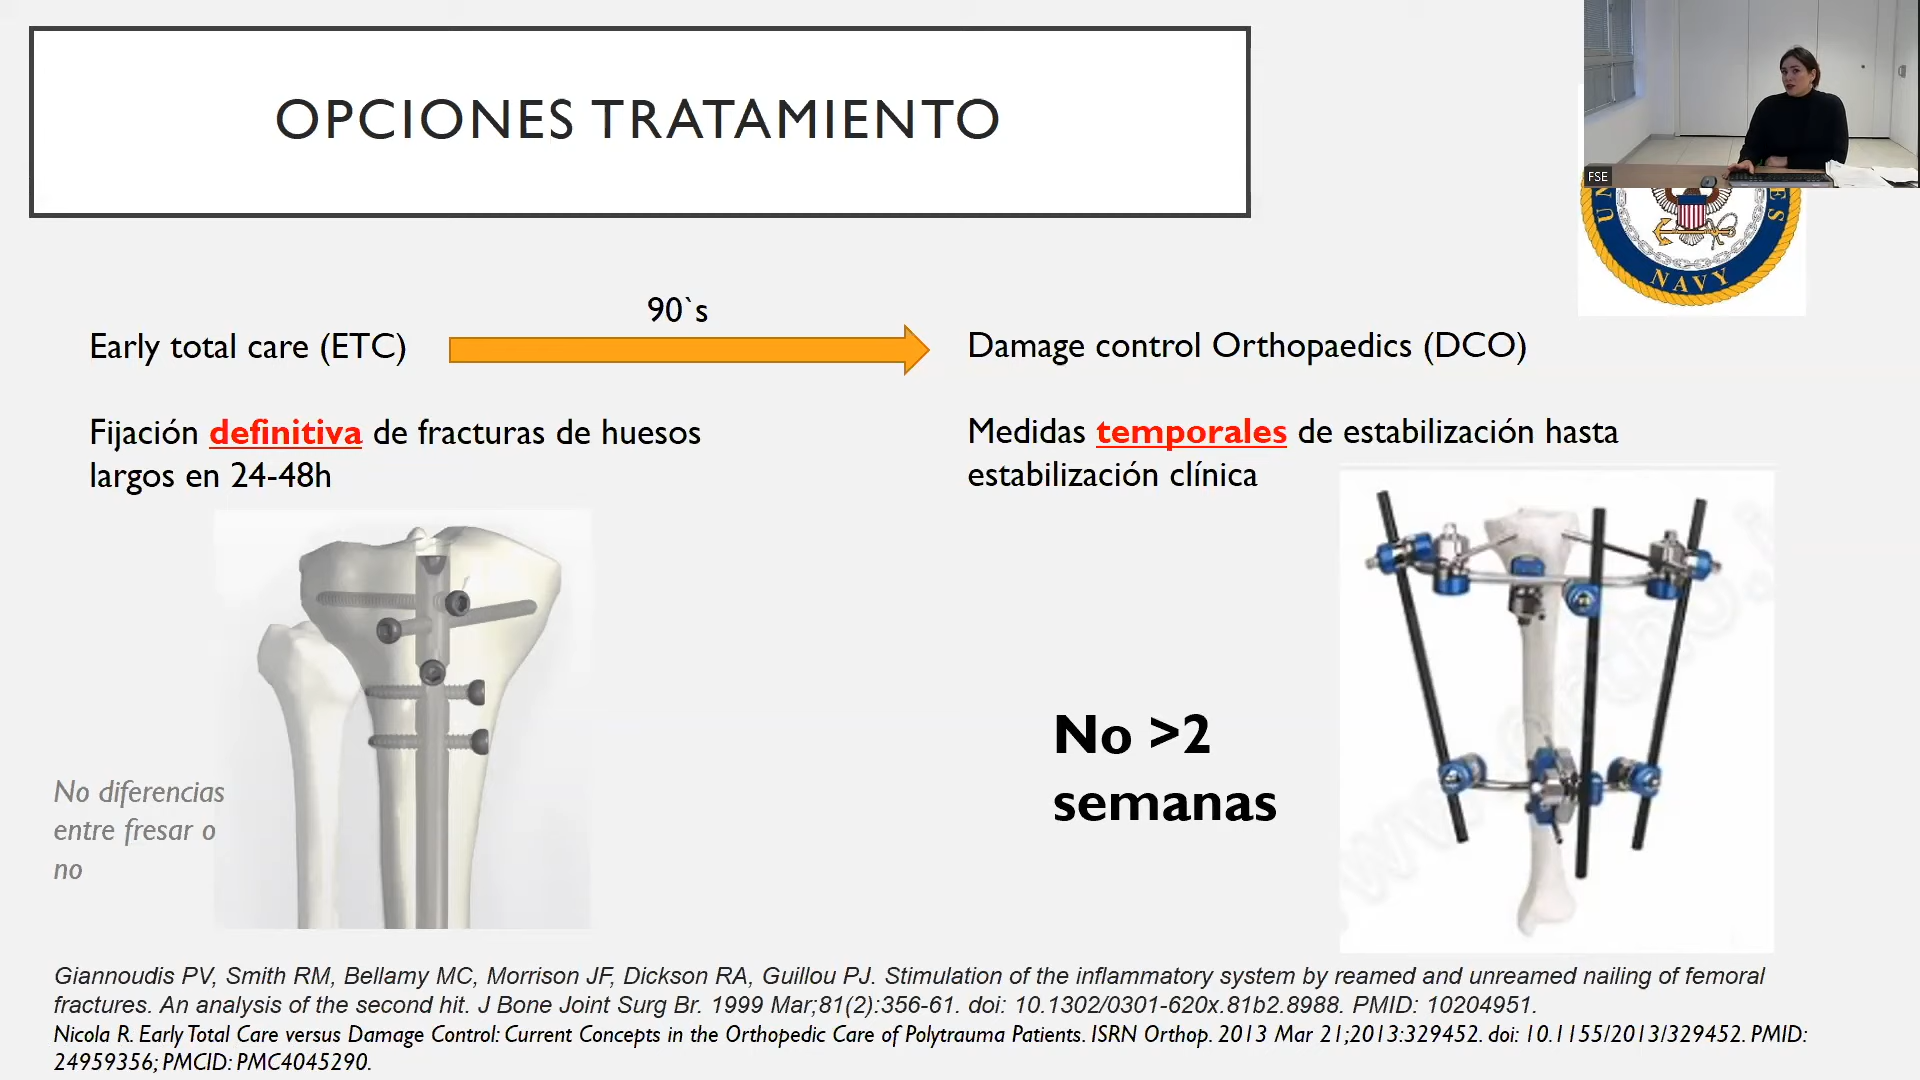 OPCIONES TRATAMIENTO
FSE
NAVY
90`s
Early total care (ETC)
Damage control Orthopaedics (DCO)
Fijación definitiva de fracturas de huesos
largos en 24-48h
Medidas temporales de estabilización hasta
estabilización clínica
No >2
semanas
No diferencias
entre fresar o
no
Giannoudis PV, Smith RM, Bellamy MC, Morrison JF, Dickson RA, Guillou PJ. Stimulation of the inflammatory system by reamed and unreamed nailing of femoral
fractures. An analysis of the second hit. J Bone Joint Surg Br. 1999 Mar;81(2):356-61. doi: 10.1302/0301-620x.81b2.8988. PMID: 10204951.
Nicola R. Early Total Care versus Damage Control: Current Concepts in the Orthopedic Care of Polytrauma Patients. ISRN Orthop. 2013 Mar 21;2013:329452. doi: 10.1155/2013/329452. PMID:
24959356; PMCID: PMC4045290.